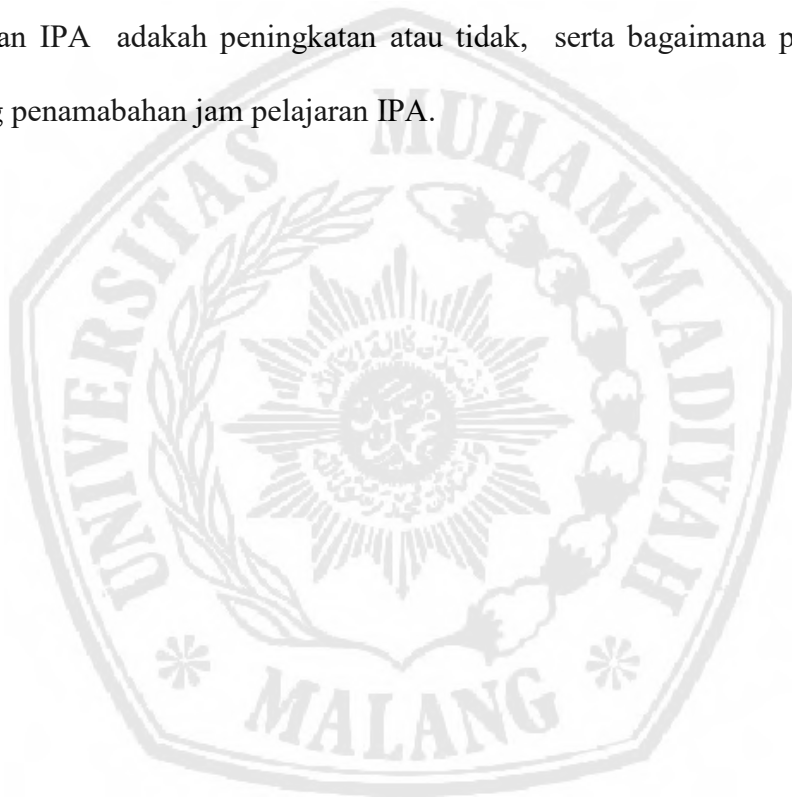 an IPA adakah peningkatan atau tidak, serta bagaimana p
penamabahan jam pelajaran IPA.
UNIVERSITAS MUHAMMADIYAH
MALANG